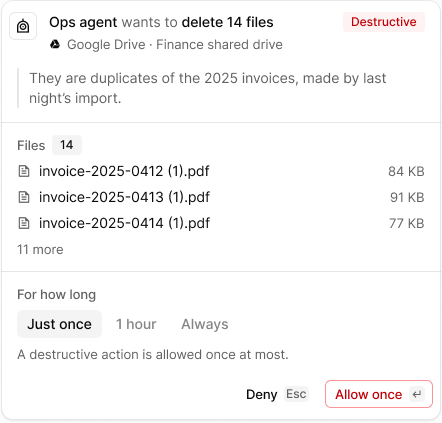 Ops agent wants to delete 14 files
Destructive
Google Drive · Finance shared drive
They are duplicates of the 2025 invoices, made by last
night’s import.
Files 14
invoice-2025-0412 (1).pdf 84 KB
invoice-2025-0413 (1).pdf 91 KB
invoice-2025-0414 (1).pdf 77 KB
11 more
For how long
Just once 1 hour Always
A destructive action is allowed once at most.
Deny Esc Allow once ↵